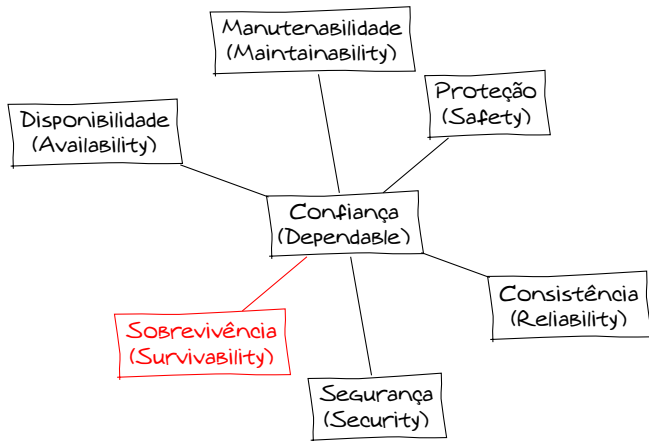 Manutenabilidade
(Maintainability)
Proteção
(Safety)
Disponibilidade
(Availability)
Confiança
(Dependable)
Consistência
(Reliability)
Sobrevivência
(Survivability)
Segurança
(Security)